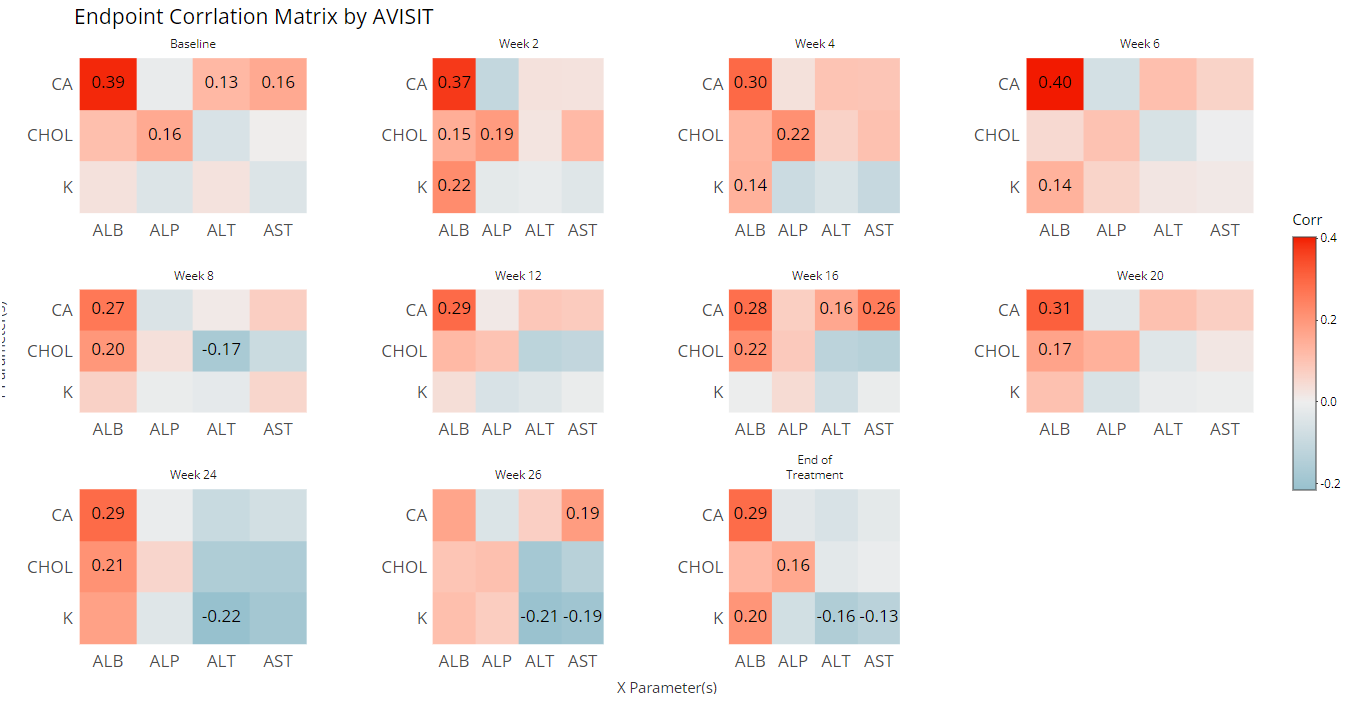 Endpoint Corrlation Matrix by AVISIT
Baseline
Week 2
Week 4
Week 6
CA 0.39 0.13 0.16
CHOL 0.16
K
ALB ALP ALT AST
CA 0.37
CHOL 0.15 0.19
K 0.22
ALB ALP ALT AST
CA 0.30
CHOL 0.22
K 0.14
ALB ALP ALT AST
CA 0.40
CHOL
K 0.14
ALB ALP ALT AST
Corr
0.4
0.2
0.0
-0.2
Week 8
Week 12
Week 16
Week 20
CA 0.27
CHOL 0.20 -0.17
K
ALB ALP ALT AST
CA 0.29
CHOL
K
ALB ALP ALT AST
CA 0.28 0.16 0.26
CHOL 0.22
K
ALB ALP ALT AST
CA 0.31
CHOL 0.17
K
ALB ALP ALT AST
Week 24
Week 26
End of
Treatment
CA 0.29
CHOL 0.21
K -0.22
ALB ALP ALT AST
CA 0.19
CHOL
K -0.21 -0.19
ALB ALP ALT AST
CA 0.29
CHOL 0.16
K 0.20 -0.16 -0.13
ALB ALP ALT AST
X Parameter(s)